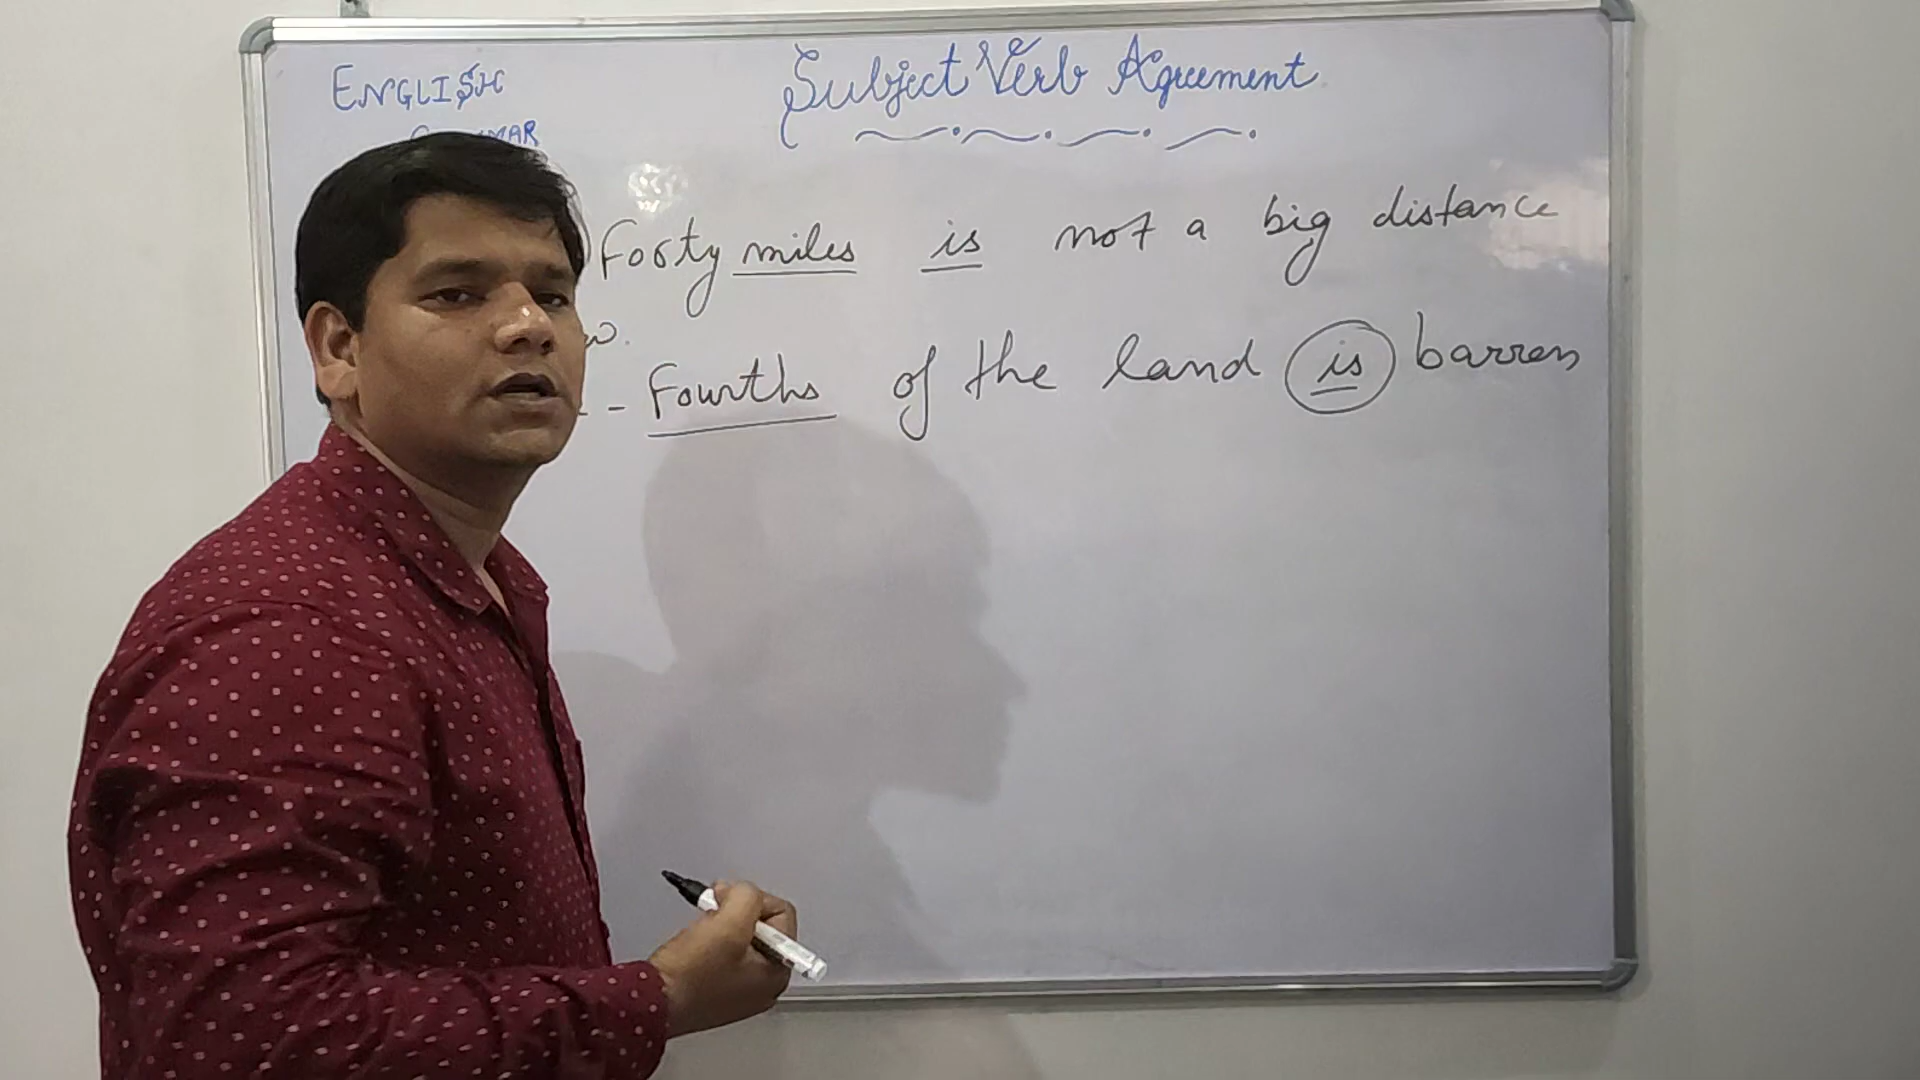 ENGLISH
Subject Verb Agreement
Forty miles is not a big distance
- Fourths of the land is barren